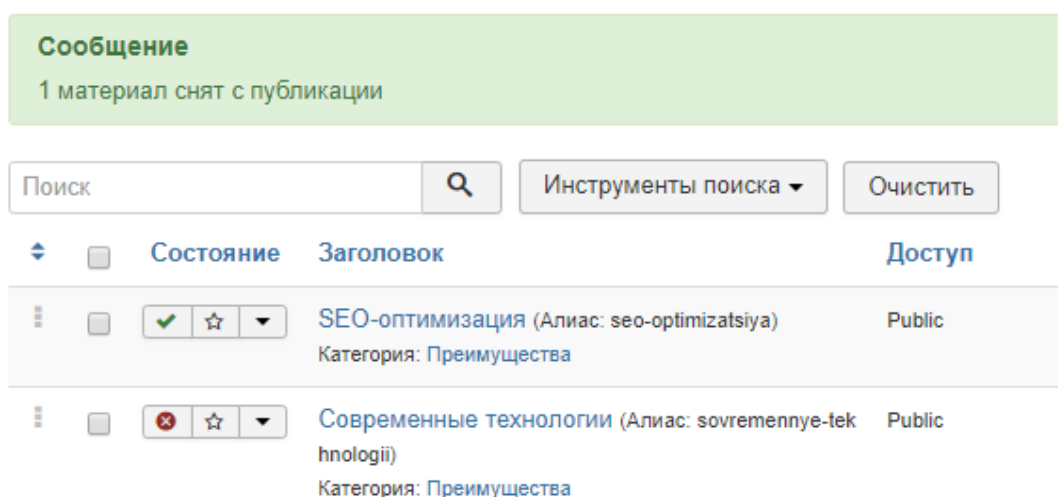 Сообщение
1 материал снят с публикации
Поиск
Инструменты поиска
Очистить
Состояние
Заголовок
Доступ
SEO-оптимизация (Алиас: seo-optimizatsiya)
Public
Категория: Преимущества
Современные технологии (Алиас: sovremennye-tek
Public
hnologii)
Категория: Преимущества